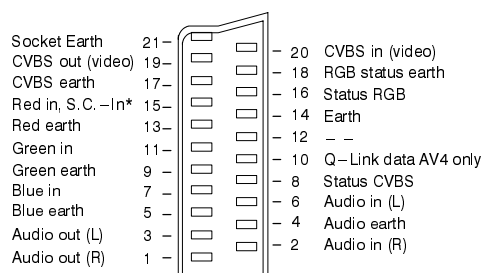 Socket Earth 21
CVBS out (video) 19
CVBS earth 17
Red in, S.C.–In* 15
Red earth 13
Green in 11
Green earth 9
Blue in 7
Blue earth 5
Audio out (L) 3
Audio out (R) 1
20 CVBS in (video)
18 RGB status earth
16 Status RGB
14 Earth
12 – –
10 Q–Link data AV4 only
8 Status CVBS
6 Audio in (L)
4 Audio earth
2 Audio in (R)